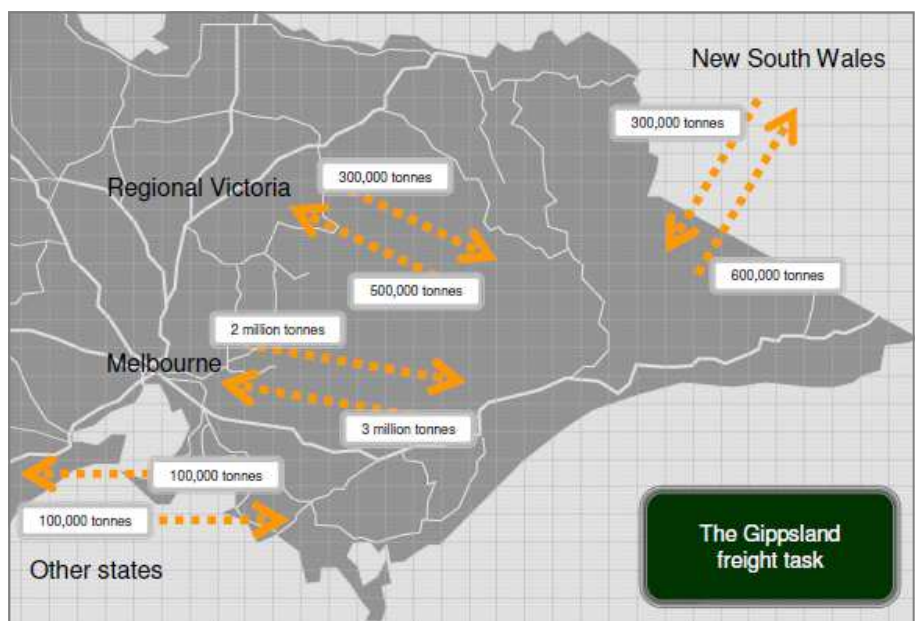 New South Wales
300,000 tonnes
Regional Victoria
300,000 tonnes
500,000 tonnes
600,000 tonnes
2 million tonnes
Melbourne
3 million tonnes
100,000 tonnes
100,000 tonnes
Other states
The Gippsland
freight task